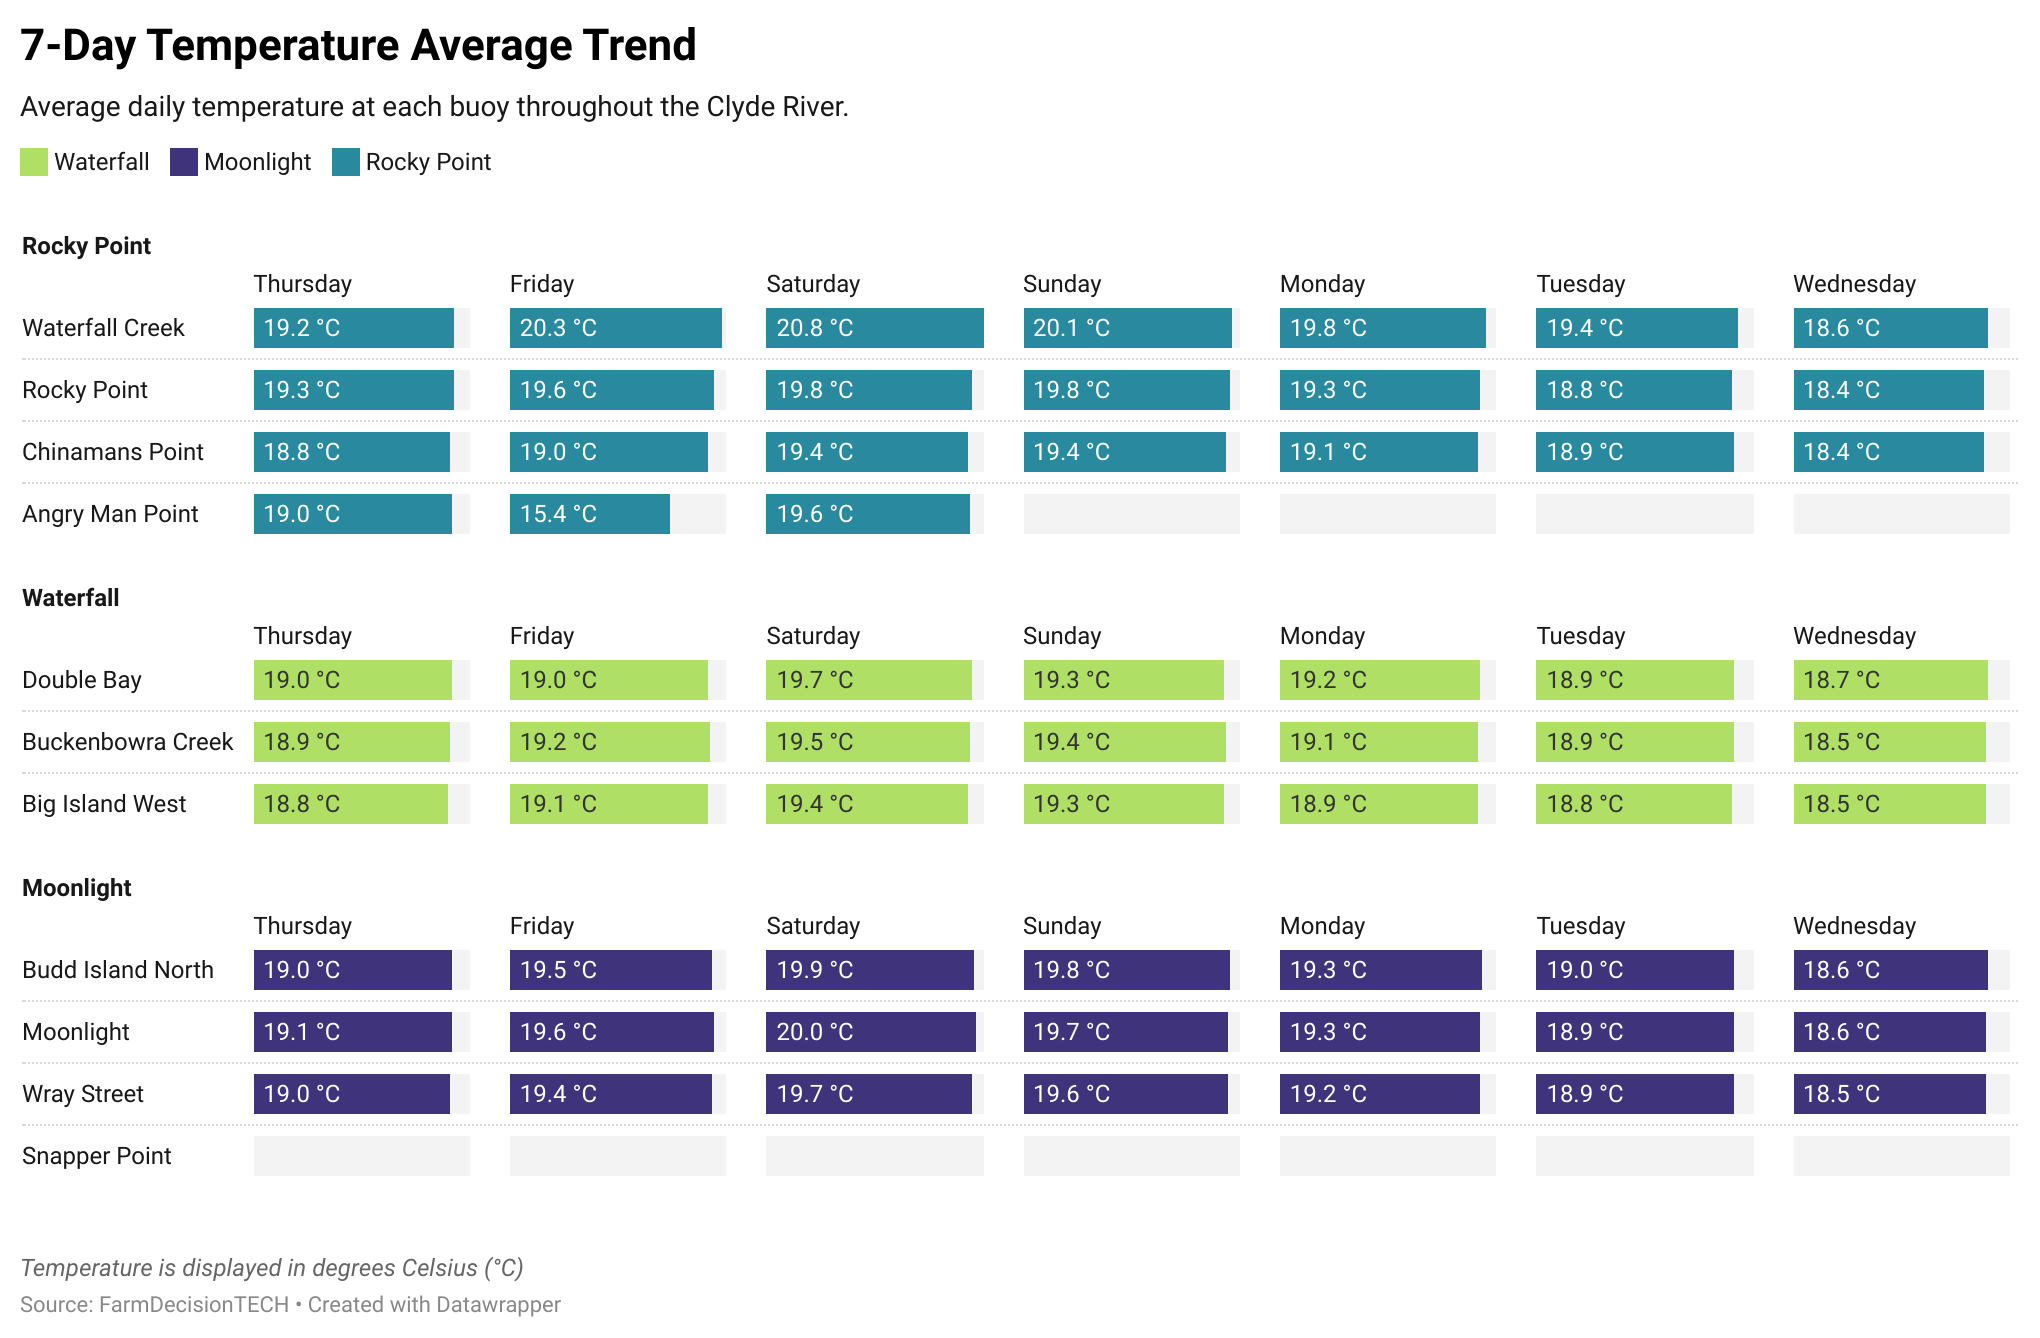 7-Day Temperature Average Trend
Average daily temperature at each buoy throughout the Clyde River.
Waterfall Moonlight Rocky Point
Rocky Point
Thursday Friday Saturday Sunday Monday Tuesday Wednesday
Waterfall Creek 19.2 °C 20.3 °C 20.8 °C 20.1 °C 19.8 °C 19.4 °C 18.6 °C
Rocky Point 19.3 °C 19.6 °C 19.8 °C 19.8 °C 19.3 °C 18.8 °C 18.4 °C
Chinamans Point 18.8 °C 19.0 °C 19.4 °C 19.4 °C 19.1 °C 18.9 °C 18.4 °C
Angry Man Point 19.0 °C 15.4 °C 19.6 °C
Waterfall
Thursday Friday Saturday Sunday Monday Tuesday Wednesday
Double Bay 19.0 °C 19.0 °C 19.7 °C 19.3 °C 19.2 °C 18.9 °C 18.7 °C
Buckenbowra Creek 18.9 °C 19.2 °C 19.5 °C 19.4 °C 19.1 °C 18.9 °C 18.5 °C
Big Island West 18.8 °C 19.1 °C 19.4 °C 19.3 °C 18.9 °C 18.8 °C 18.5 °C
Moonlight
Thursday Friday Saturday Sunday Monday Tuesday Wednesday
Budd Island North 19.0 °C 19.5 °C 19.9 °C 19.8 °C 19.3 °C 19.0 °C 18.6 °C
Moonlight 19.1 °C 19.6 °C 20.0 °C 19.7 °C 19.3 °C 18.9 °C 18.6 °C
Wray Street 19.0 °C 19.4 °C 19.7 °C 19.6 °C 19.2 °C 18.9 °C 18.5 °C
Snapper Point
Temperature is displayed in degrees Celsius (°C)
Source: FarmDecisionTECH • Created with Datawrapper